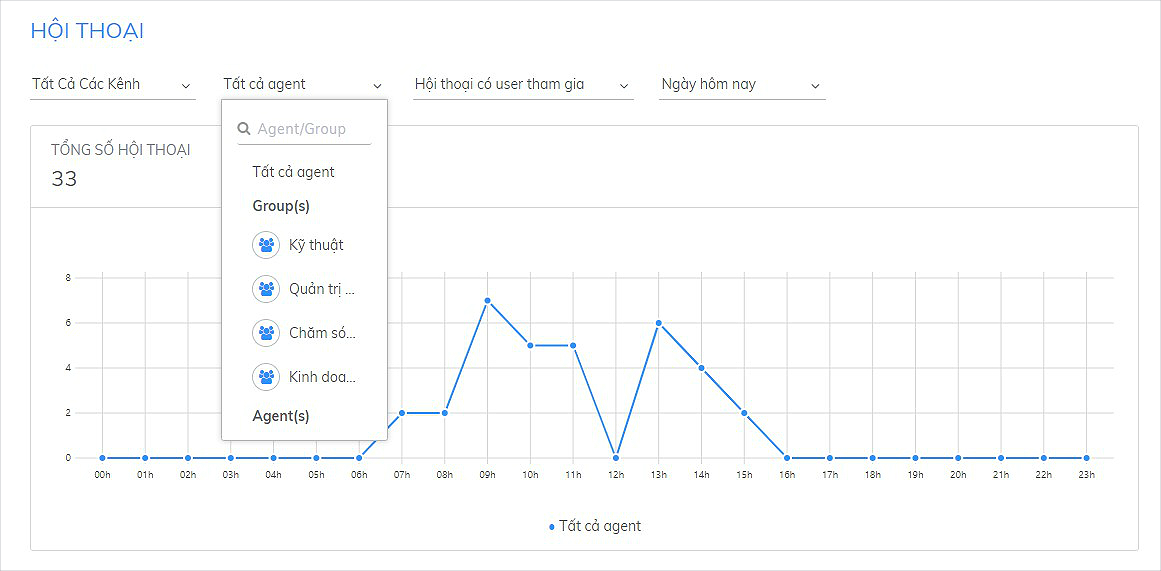 HỘI THOẠI
Tất Cả Các Kênh
Tất cả agent
Hội thoại có user tham gia
Ngày hôm nay
TỔNG SỐ HỘI THOẠI
33
Agent/Group
Tất cả agent
Group(s)
Kỹ thuật
Quản trị ...
Chăm só...
Kinh doa...
Agent(s)
8
6
4
2
0
00h 01h 02h 03h 04h 05h 06h 07h 08h 09h 10h 11h 12h 13h 14h 15h 16h 17h 18h 19h 20h 21h 22h 23h
Tất cả agent